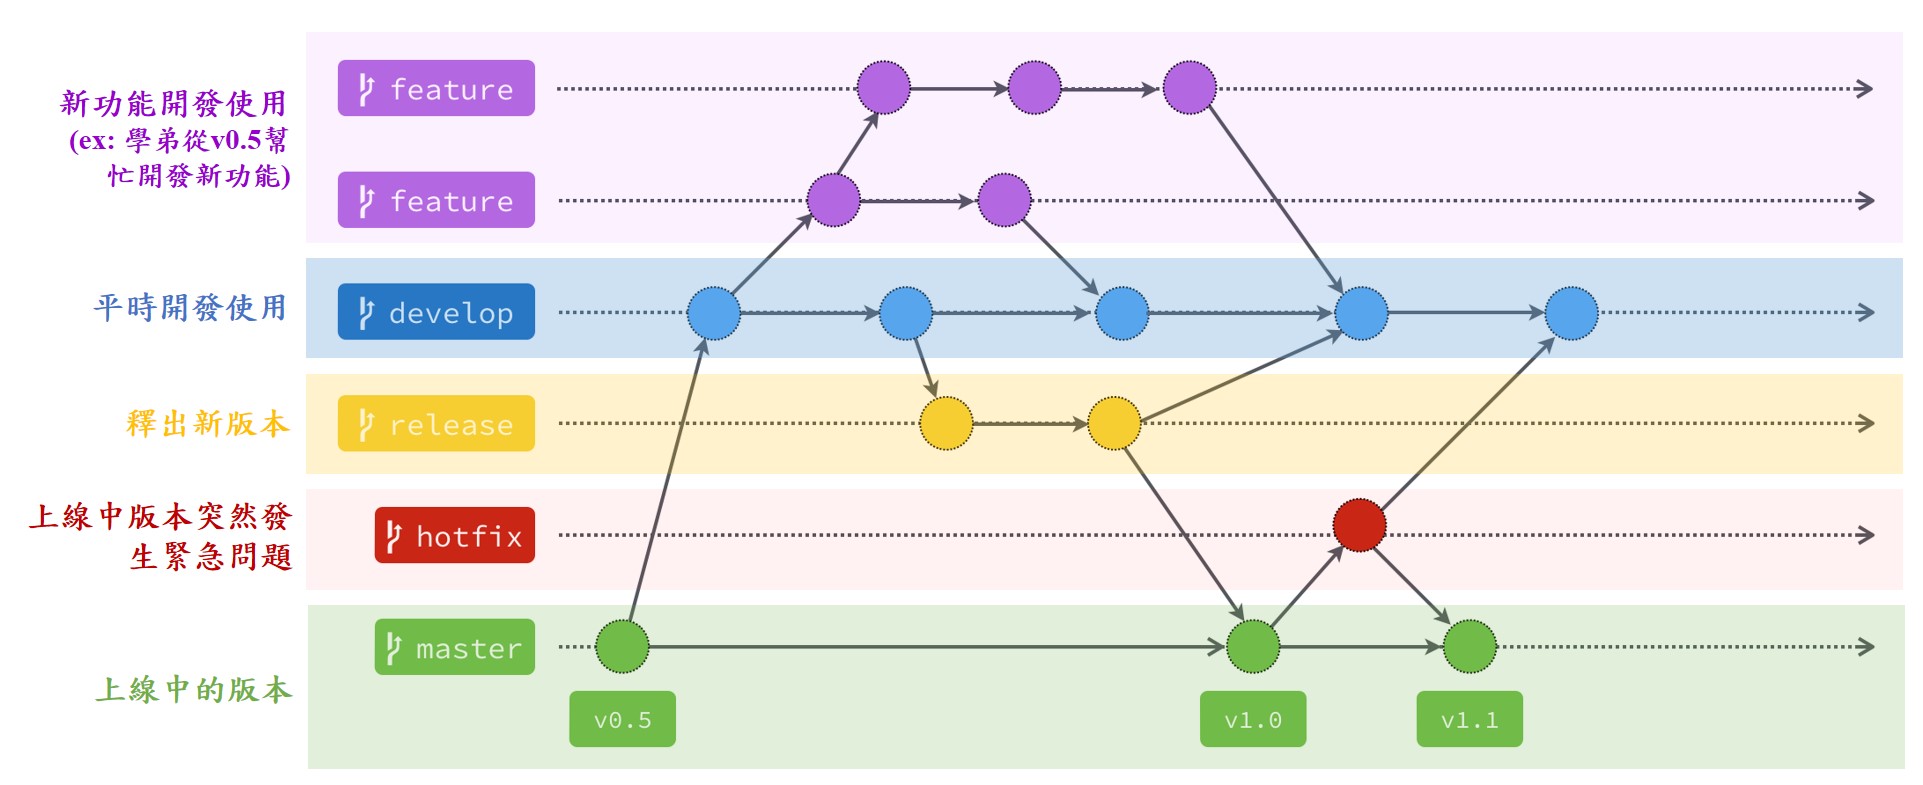 新功能開發使用
(ex: 學弟從v0.5幫
忙開發新功能)
feature
feature
平時開發使用
develop
釋出新版本
release
上線中版本突然發
生緊急問題
hotfix
master
上線中的版本
v0.5
v1.0
v1.1